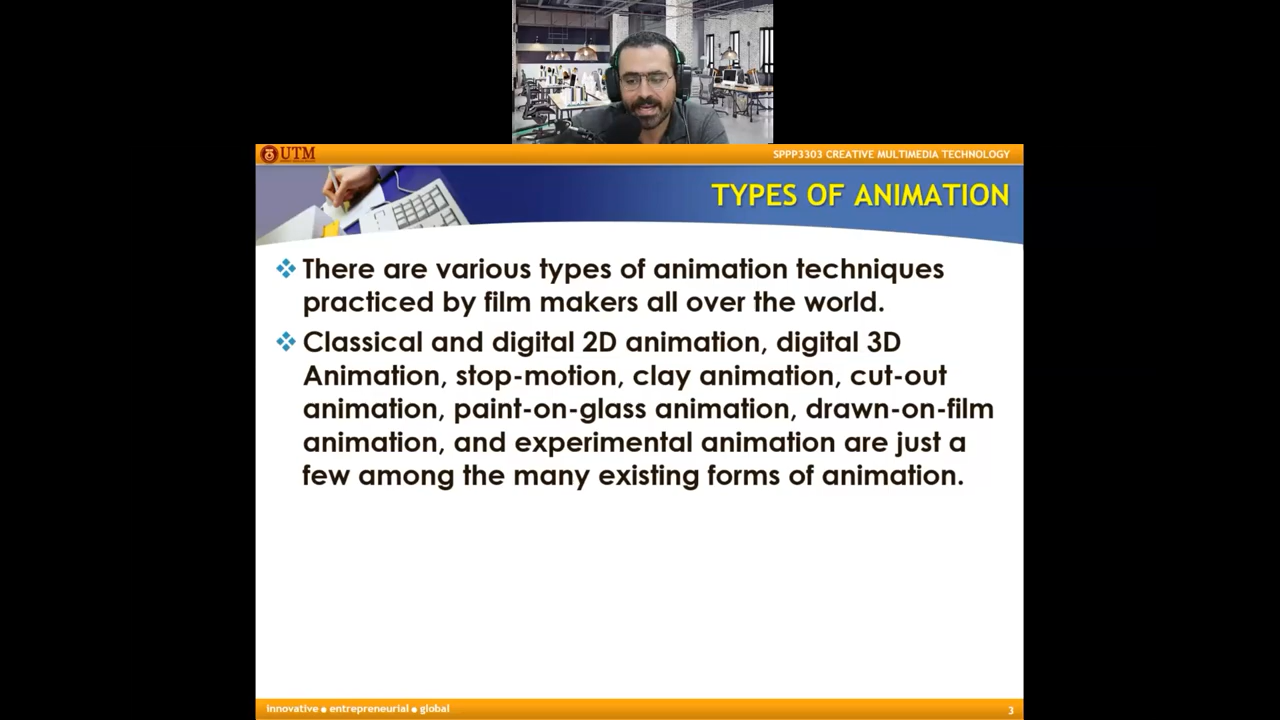 UTM
SPPP3303 CREATIVE MULTIMEDIA TECHNOLOGY
TYPES OF ANIMATION
There are various types of animation techniques
practiced by film makers all over the world.
Classical and digital 2D animation, digital 3D
Animation, stop-motion, clay animation, cut-out
animation, paint-on-glass animation, drawn-on-film
animation, and experimental animation are just a
few among the many existing forms of animation.
innovative ● entrepreneurial ● global
3